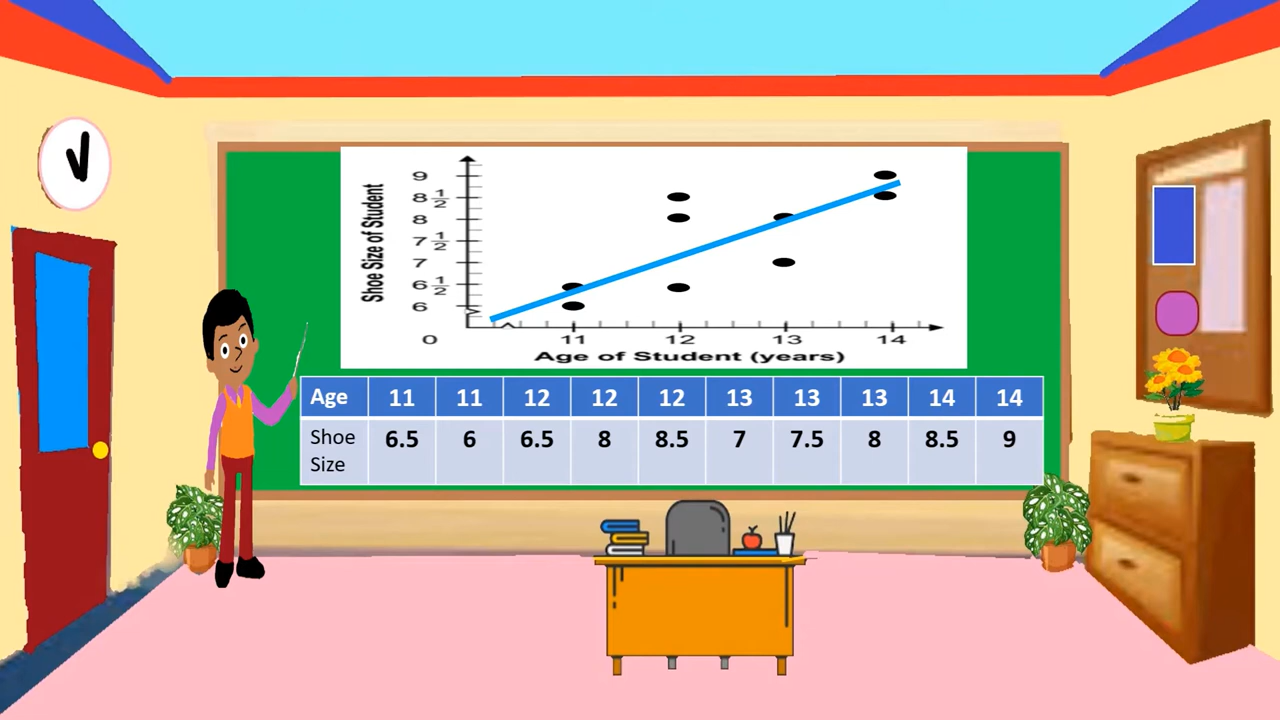 Shoe Size of Student
9
8 1/2
8
7 1/2
7
6 1/2
6
0
11 12 13 14
Age of Student (years)
Age 11 11 12 12 12 13 13 13 14 14
Shoe Size 6.5 6 6.5 8 8.5 7 7.5 8 8.5 9